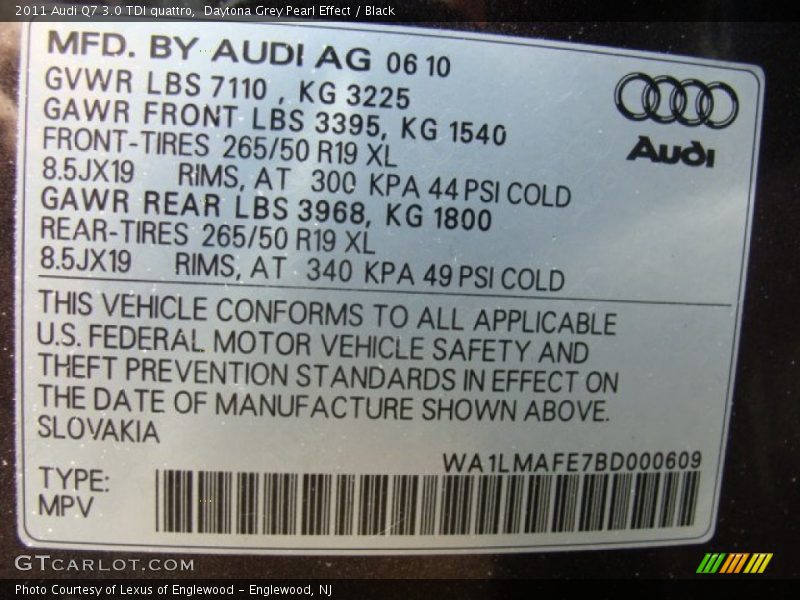 2011 Audi Q7 3.0 TDI quattro, Daytona Grey Pearl Effect / Black
MFD. BY AUDI AG 06 10
GVWR LBS 7110 , KG 3225
GAWR FRONT LBS 3395, KG 1540
FRONT-TIRES 265/50 R19 XL
8.5JX19 RIMS, AT 300 KPA 44 PSI COLD
GAWR REAR LBS 3968, KG 1800
REAR-TIRES 265/50 R19 XL
8.5JX19 RIMS, AT 340 KPA 49 PSI COLD
Audi
THIS VEHICLE CONFORMS TO ALL APPLICABLE
U.S. FEDERAL MOTOR VEHICLE SAFETY AND
THEFT PREVENTION STANDARDS IN EFFECT ON
THE DATE OF MANUFACTURE SHOWN ABOVE.
SLOVAKIA
WA1LMAFE7BD000609
TYPE:
MPV
GTCARLOT.COM
Photo Courtesy of Lexus of Englewood - Englewood, NJ